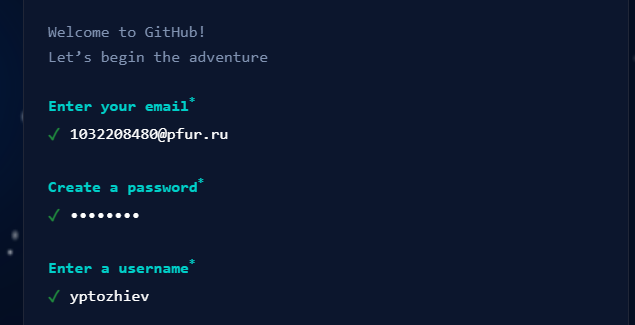 Welcome to GitHub!
Let’s begin the adventure
Enter your email*
✓ 1032208480@pfur.ru
Create a password*
✓ ••••••••
Enter a username*
✓ yptozhiev